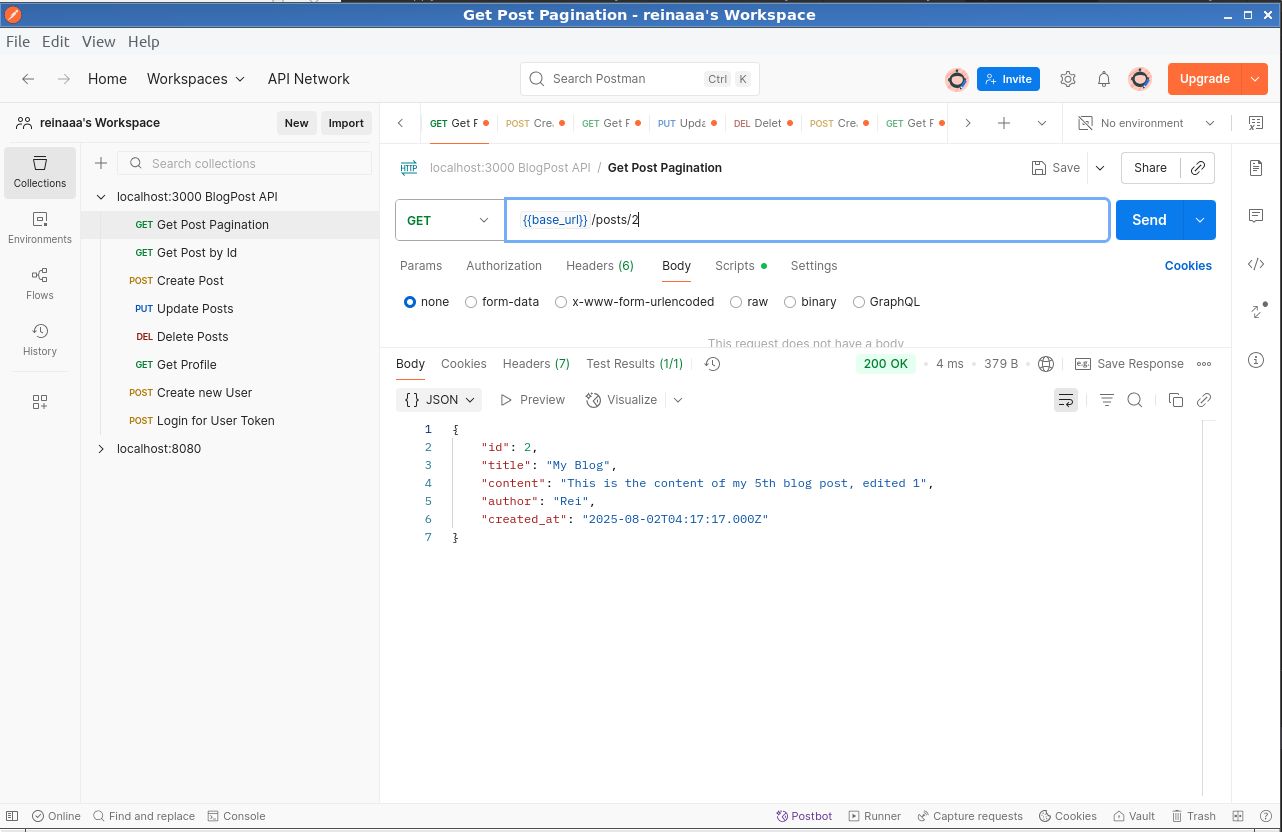 Get Post Pagination - reinaaa's Workspace
File Edit View Help
Home Workspaces API Network Search Postman Ctrl K Invite Upgrade
reinaaa's Workspace New Import
GET Get F POST Cre. GET Get F PUT Upda DEL Delet POST Cre. GET Get F No environment
Search collections
Collections
Environments
Flows
History
localhost:3000 BlogPost API
GET Get Post Pagination
GET Get Post by Id
POST Create Post
PUT Update Posts
DEL Delete Posts
GET Get Profile
POST Create new User
POST Login for User Token
localhost:8080
HTTP localhost:3000 BlogPost API / Get Post Pagination Save Share
GET {{base_url}} /posts/2 Send
Params Authorization Headers (6) Body Scripts Settings Cookies
none form-data x-www-form-urlencoded raw binary GraphQL
This request does not have a body
Body Cookies Headers (7) Test Results (1/1) 200 OK • 4 ms • 379 B e.g. Save Response
{} JSON Preview Visualize
1 {
2 "id": 2,
3 "title": "My Blog",
4 "content": "This is the content of my 5th blog post, edited 1",
5 "author": "Rei",
6 "created_at": "2025-08-02T04:17:17.000Z"
7 }
Online Find and replace Console Postbot Runner Capture requests Cookies Vault Trash